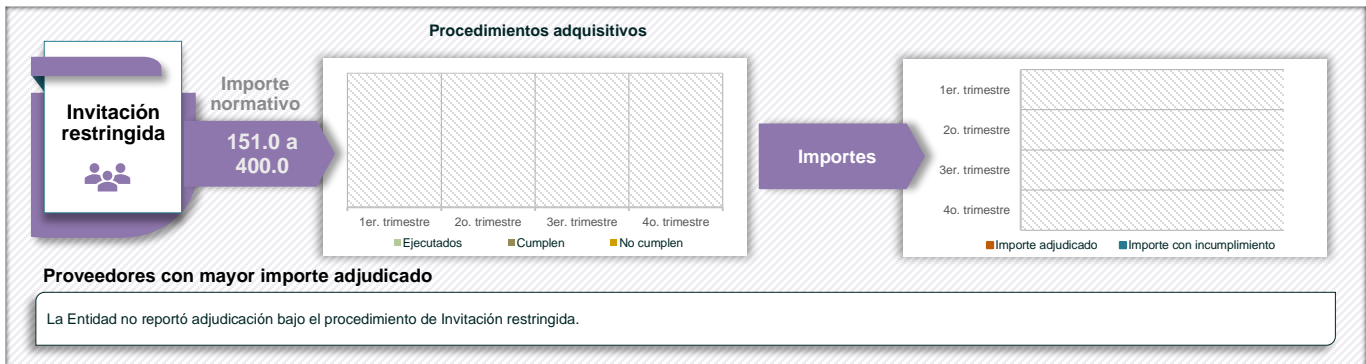 Procedimientos adquisitivos
Invitación
restringida
Importe
normativo
151.0 a
400.0
1er. trimestre
2o. trimestre
3er. trimestre
4o. trimestre
Ejecutados
Cumplen
No cumplen
Importes
1er. trimestre
2o. trimestre
3er. trimestre
4o. trimestre
Importe adjudicado
Importe con incumplimiento
Proveedores con mayor importe adjudicado
La Entidad no reportó adjudicación bajo el procedimiento de Invitación restringida.